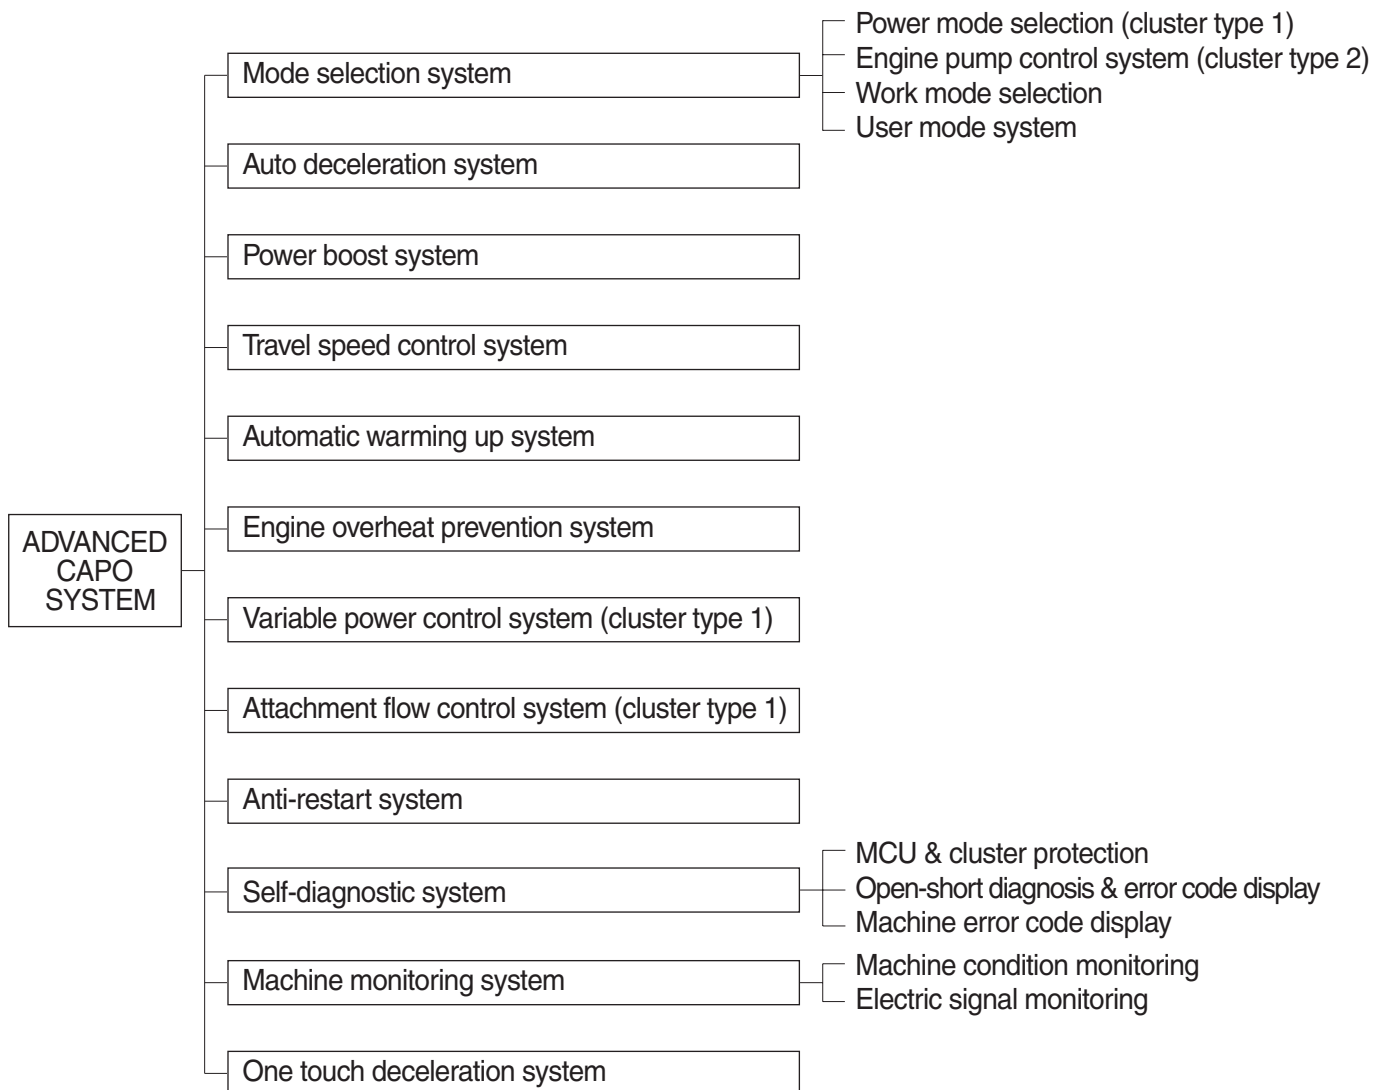 ADVANCED
CAPO
SYSTEM
Mode selection system
Power mode selection (cluster type 1)
Engine pump control system (cluster type 2)
Work mode selection
User mode system
Auto deceleration system
Power boost system
Travel speed control system
Automatic warming up system
Engine overheat prevention system
Variable power control system (cluster type 1)
Attachment flow control system (cluster type 1)
Anti-restart system
Self-diagnostic system
MCU & cluster protection
Open-short diagnosis & error code display
Machine error code display
Machine monitoring system
Machine condition monitoring
Electric signal monitoring
One touch deceleration system